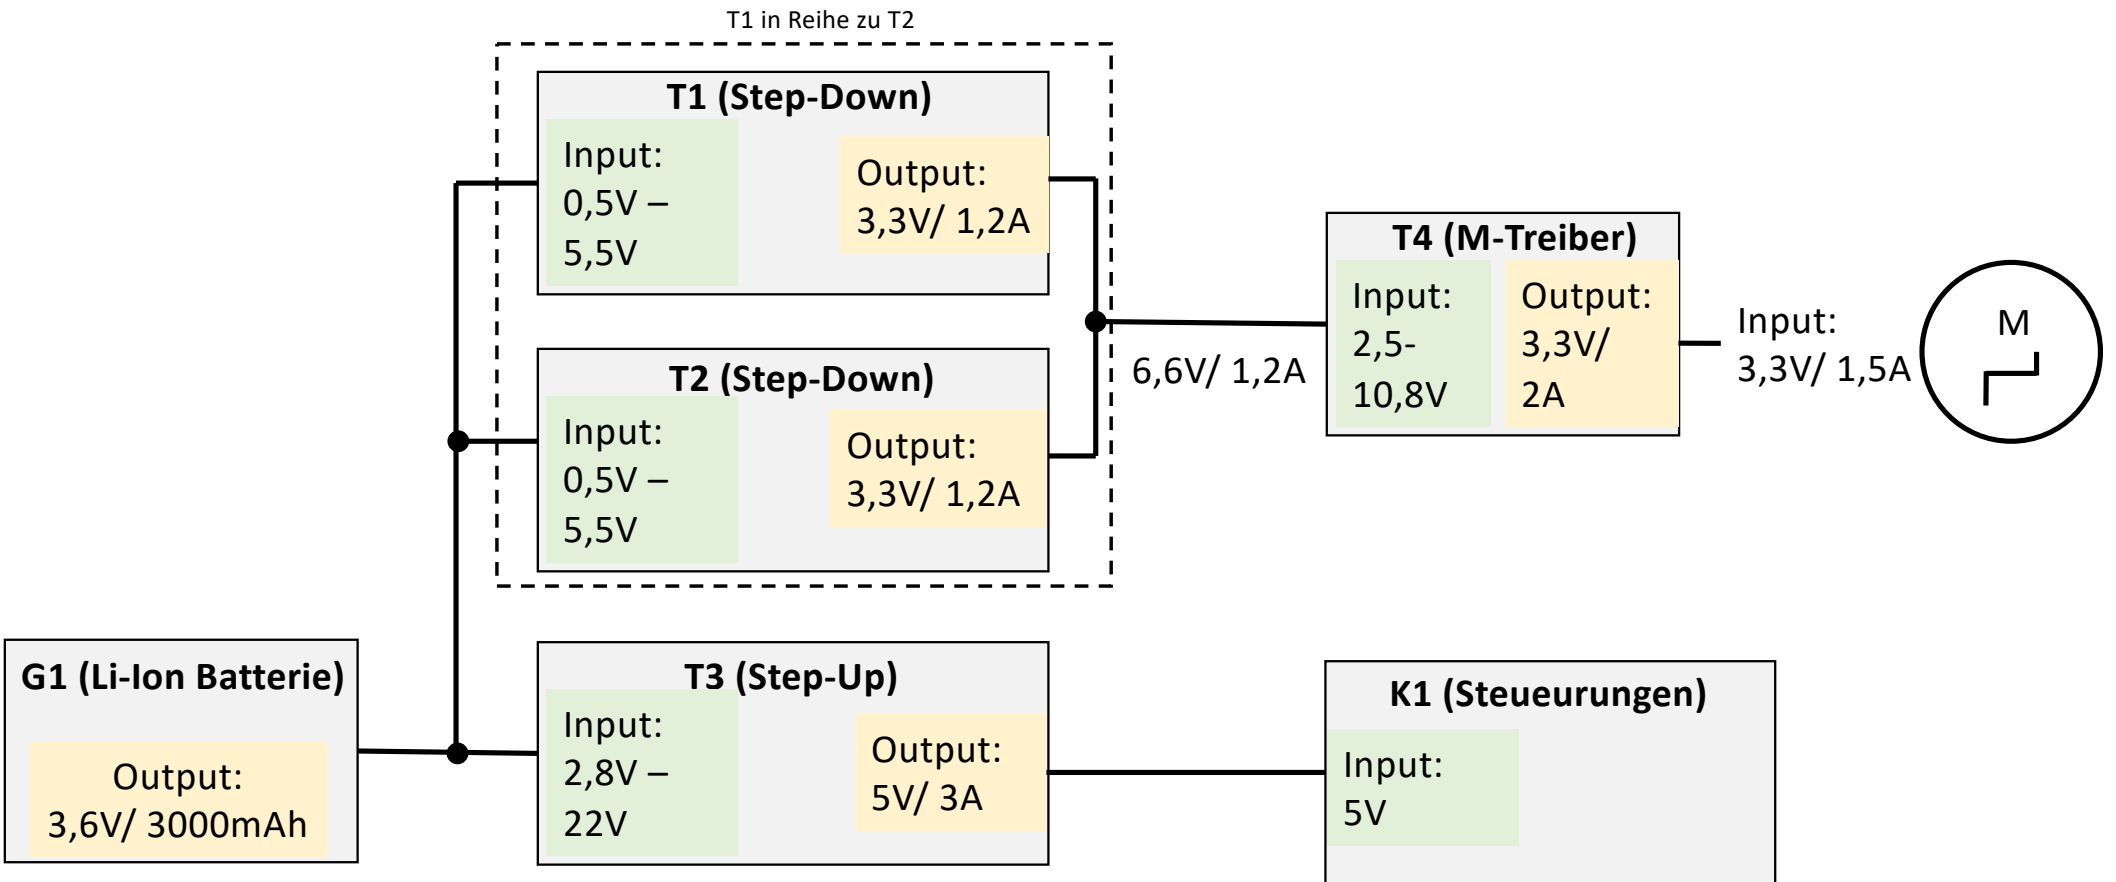 T1 in Reihe zu T2
T1 (Step-Down)
Input:
0,5V –
5,5V
Output:
3,3V/ 1,2A
T2 (Step-Down)
Input:
0,5V –
5,5V
Output:
3,3V/ 1,2A
6,6V/ 1,2A
T4 (M-Treiber)
Input:
2,5-
10,8V
Output:
3,3V/
2A
Input:
3,3V/ 1,5A
M
G1 (Li-Ion Batterie)
Output:
3,6V/ 3000mAh
T3 (Step-Up)
Input:
2,8V –
22V
Output:
5V/ 3A
K1 (Steueurungen)
Input:
5V